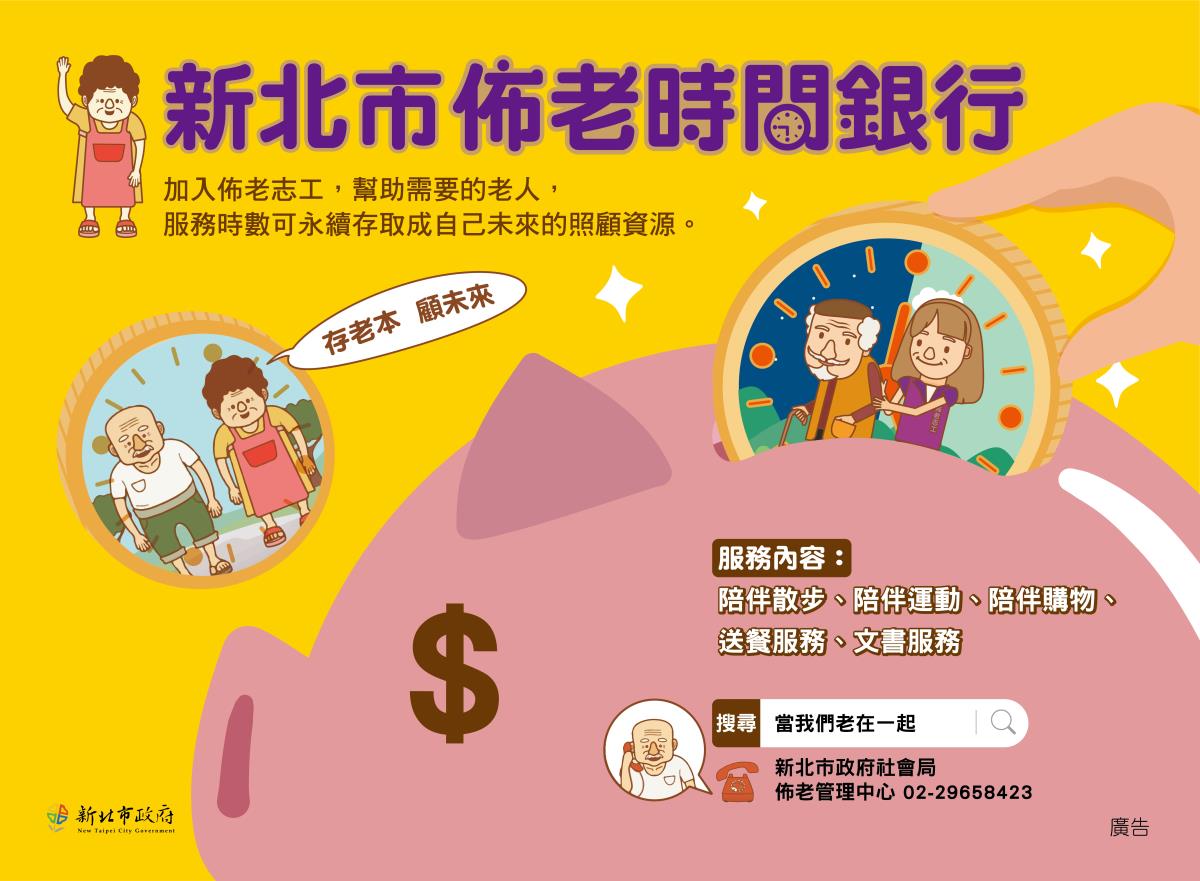 新北市佈老時間銀行
加入佈老志工，幫助需要的老人，
服務時數可永續存取成自己未來的照顧資源。
存老本 顧未來
$
服務內容：
陪伴散步、陪伴運動、陪伴購物、
送餐服務、文書服務
搜尋 當我們老在一起
新北市政府社會局
佈老管理中心 02-29658423
新北市政府
New Taipei City Government
廣告